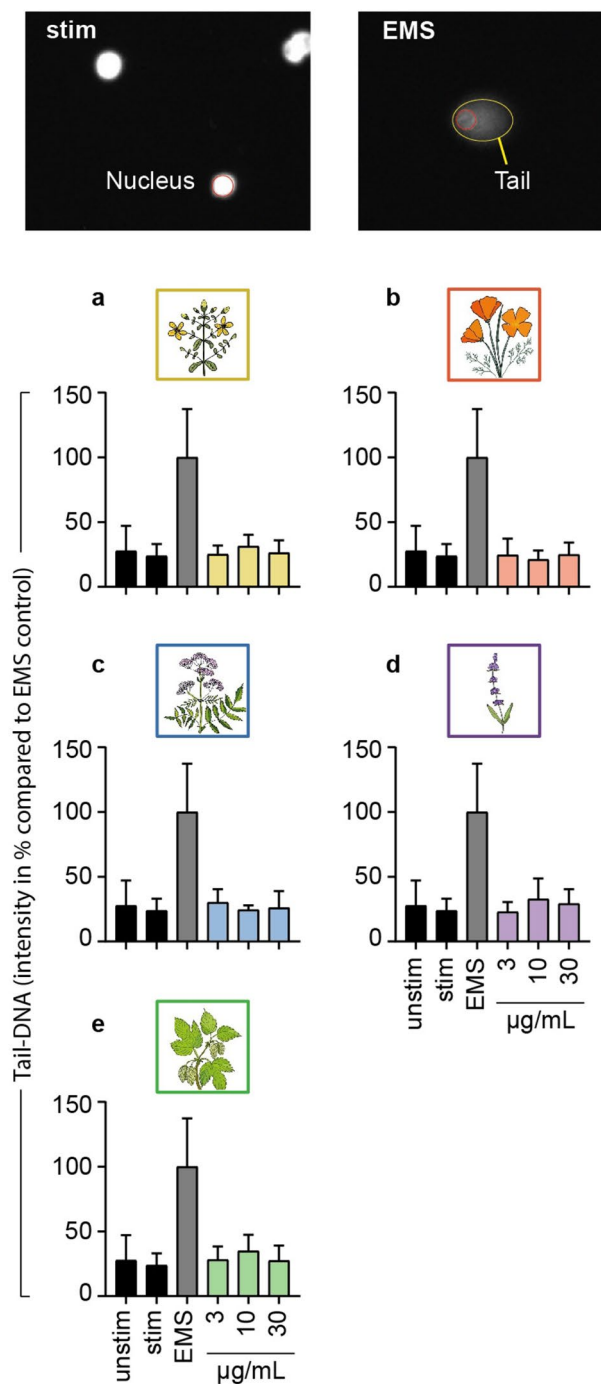 stim
EMS
Nucleus
Tail
a
b
150
100
50
0
150
100
50
0
c
d
150
100
50
0
unstim
stim
EMS
3
10
30
µg/mL
150
100
50
0
e
150
100
50
0
unstim
stim
EMS
3
10
30
µg/mL
Tail-DNA (intensity in % compared to EMS control)